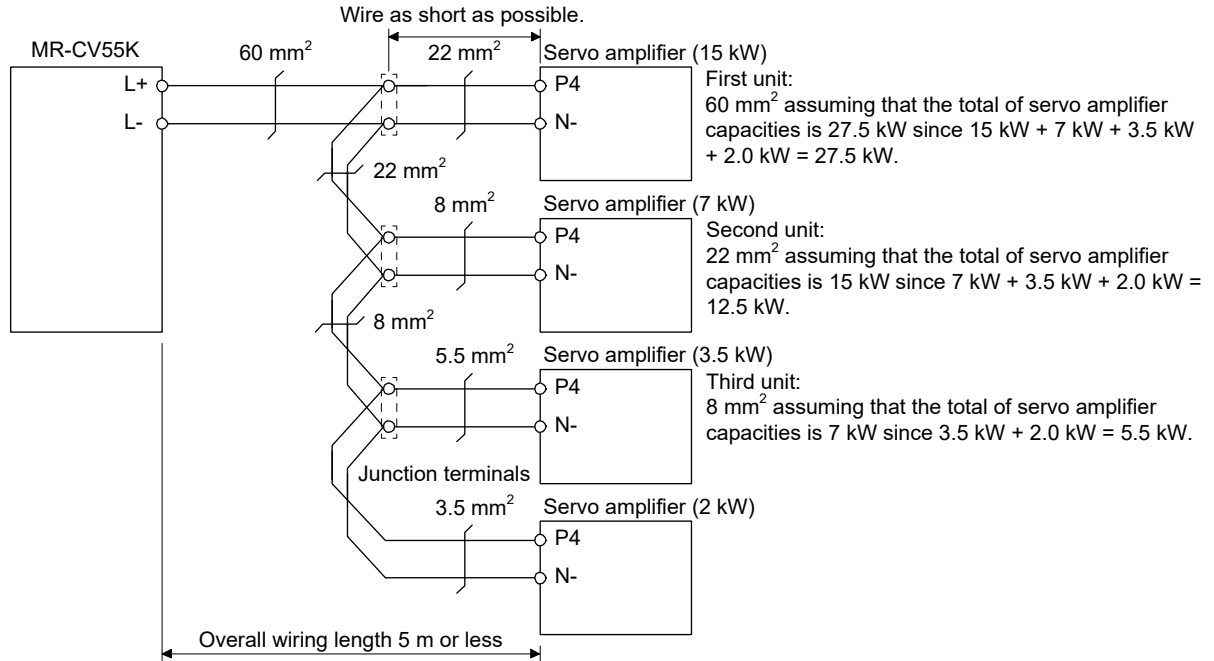 Wire as short as possible.
MR-CV55K
60 mm²
22 mm²
Servo amplifier (15 kW)
L+
L-
P4
N-
First unit:
60 mm² assuming that the total of servo amplifier
capacities is 27.5 kW since 15 kW + 7 kW + 3.5 kW
+ 2.0 kW = 27.5 kW.
22 mm²
8 mm²
Servo amplifier (7 kW)
P4
N-
Second unit:
22 mm² assuming that the total of servo amplifier
capacities is 15 kW since 7 kW + 3.5 kW + 2.0 kW =
12.5 kW.
8 mm²
5.5 mm²
Servo amplifier (3.5 kW)
P4
N-
Third unit:
8 mm² assuming that the total of servo amplifier
capacities is 7 kW since 3.5 kW + 2.0 kW = 5.5 kW.
Junction terminals
3.5 mm²
Servo amplifier (2 kW)
P4
N-
Overall wiring length 5 m or less